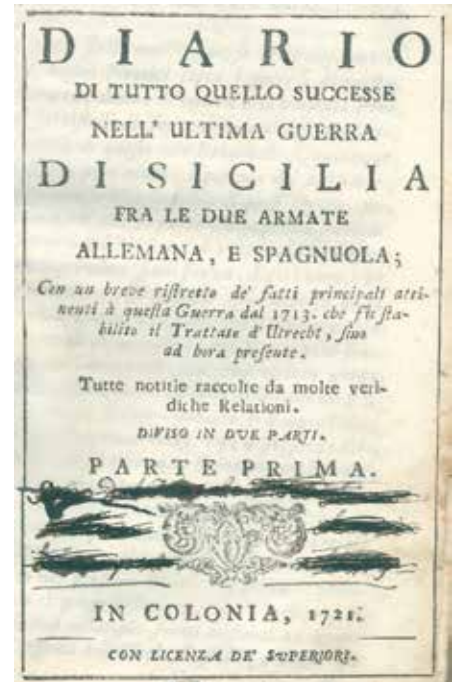 DIARIO
DI TUTTO QUELLO SUCCESSE
NELL' ULTIMA GUERRA
DI SICILIA
FRA LE DUE ARMATE
ALLEMANA, E SPAGNUOLA;
Con un breve riſtretto de' fatti principali atti-
nenti à queſta Guerra dal 1713. che fù ſta-
bilito il Trattato d'Utrecht, ſino
ad hora preſente.
Tutte notitie raccolte da molte veri-
diche Relationi.
DIVISO IN DUE PARTI.
PARTE PRIMA.
IN COLONIA, 1721.
CON LICENZA DE' SUPERIORI.